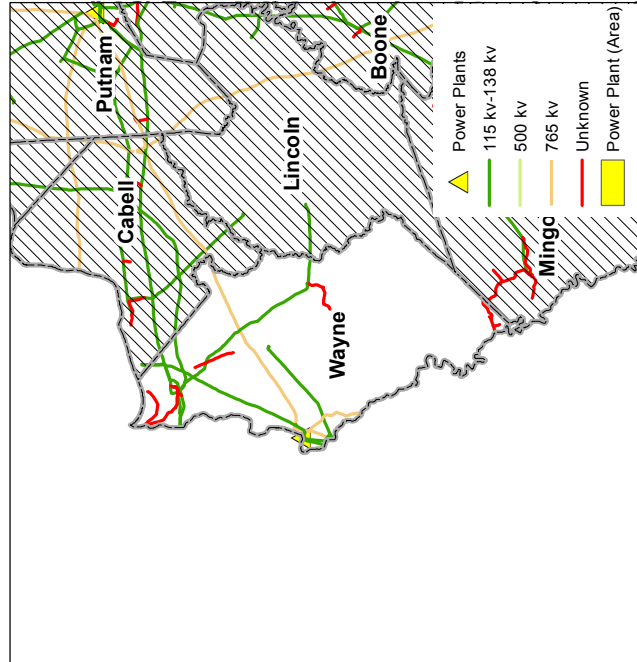 Putnam
Cabell
Boone
Lincoln
Wayne
Mingo
Power Plants
115 kv-138 kv
500 kv
765 kv
Unknown
Power Plant (Area)